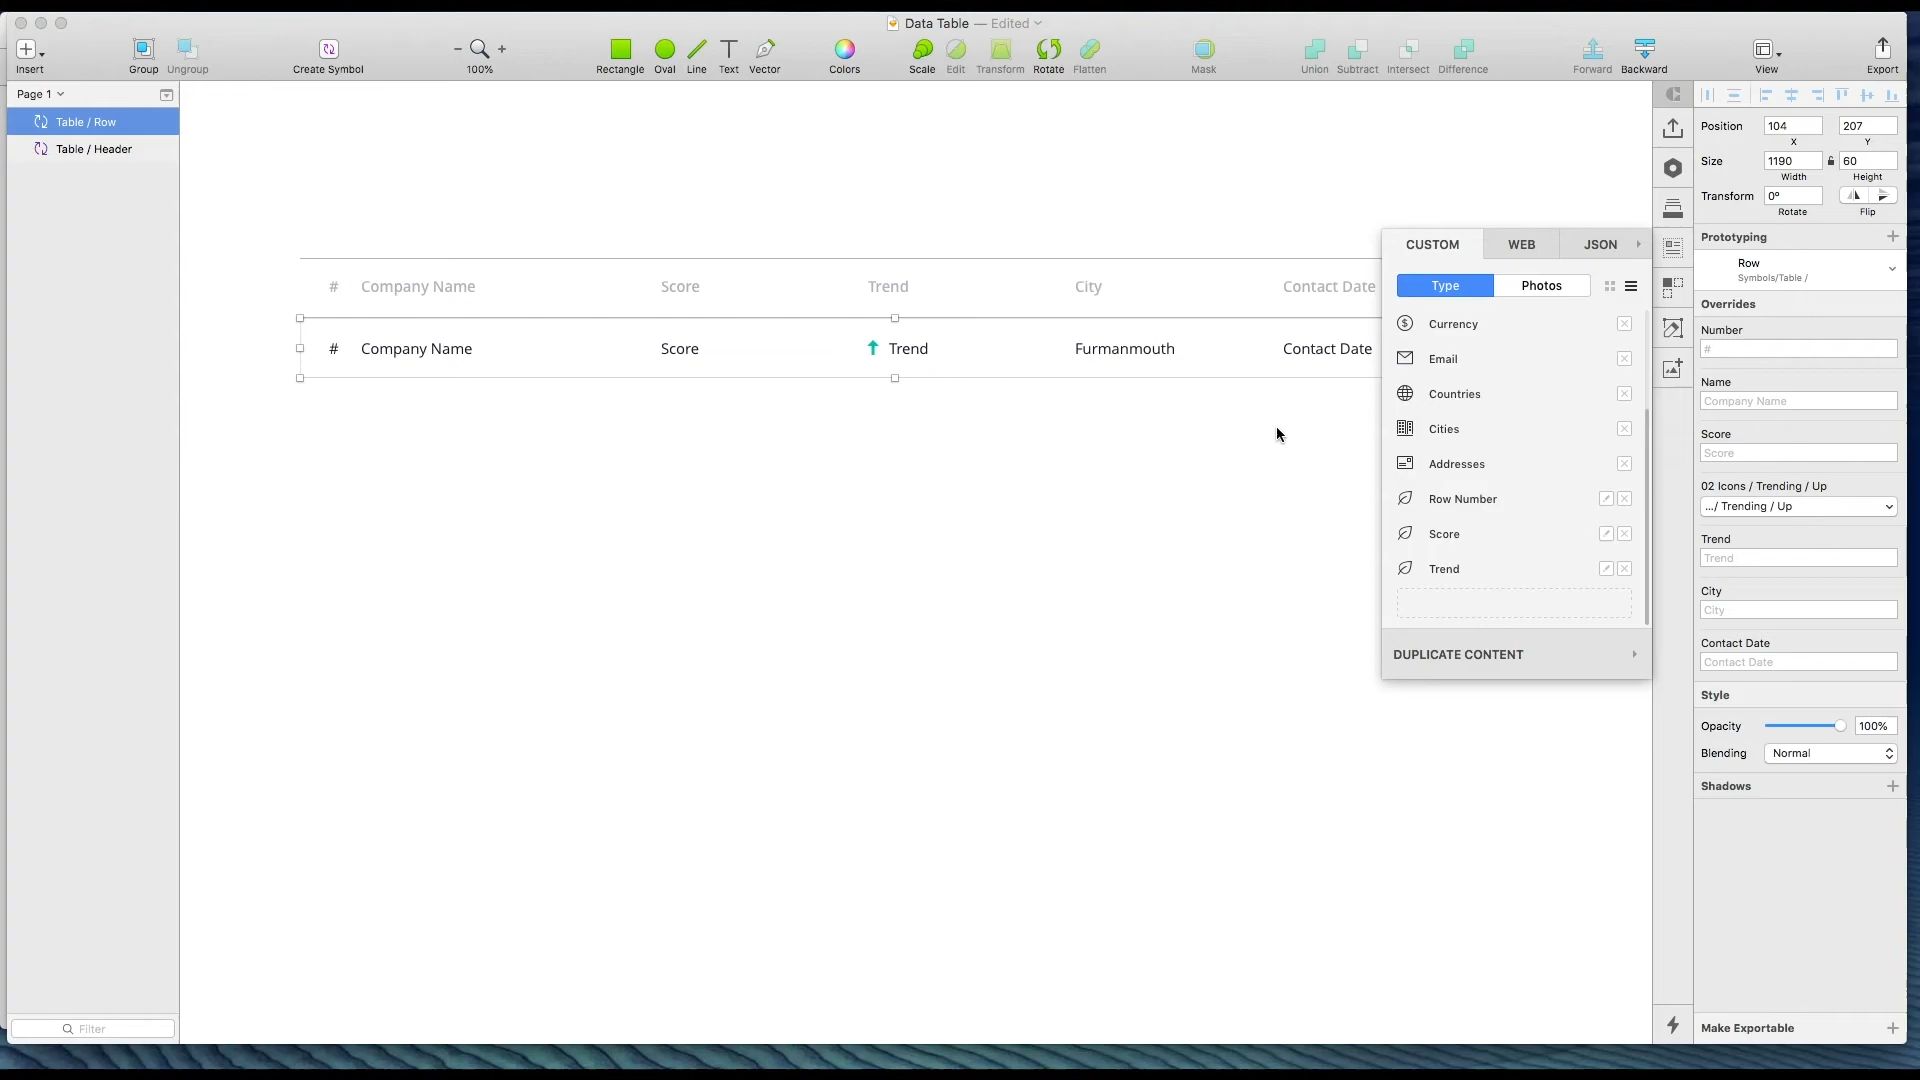 Data Table — Edited
Insert
Group
Ungroup
Create Symbol
100%
Rectangle
Oval
Line
Text
Vector
Colors
Scale
Edit
Transform
Rotate
Flatten
Mask
Union
Subtract
Intersect
Difference
Forward
Backward
View
Export
Page 1
Table / Row
Table / Header
Filter
# Company Name Score Trend City Contact Date
# Company Name Score Trend Furmanmouth Contact Date
CUSTOM WEB JSON
Type Photos
Currency
Email
Countries
Cities
Addresses
Row Number
Score
Trend
DUPLICATE CONTENT
Position 104 207
X Y
Size 1190 60
Width Height
Transform 0º
Rotate Flip
Prototyping
Row
Symbols/Table /
Overrides
Number
#
Name
Company Name
Score
Score
02 Icons / Trending / Up
.../ Trending / Up
Trend
Trend
City
City
Contact Date
Contact Date
Style
Opacity 100%
Blending Normal
Shadows
Make Exportable